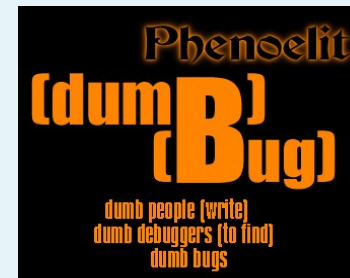 Phenoelit
(dumB)
(Bug)
dumb people (write)
dumb debuggers (to find)
dumb bugs